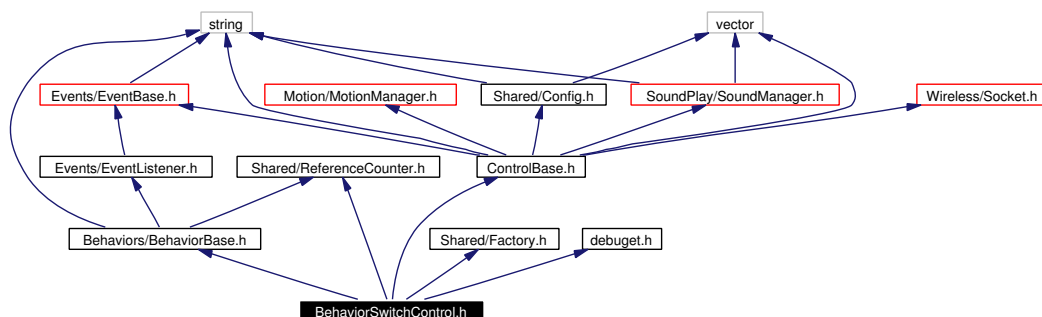 string
vector
Events/EventBase.h
Motion/MotionManager.h
Shared/Config.h
SoundPlay/SoundManager.h
Wireless/Socket.h
Events/EventListener.h
Shared/ReferenceCounter.h
ControlBase.h
Behaviors/BehaviorBase.h
Shared/Factory.h
debuget.h
BehaviorSwitchControl.h